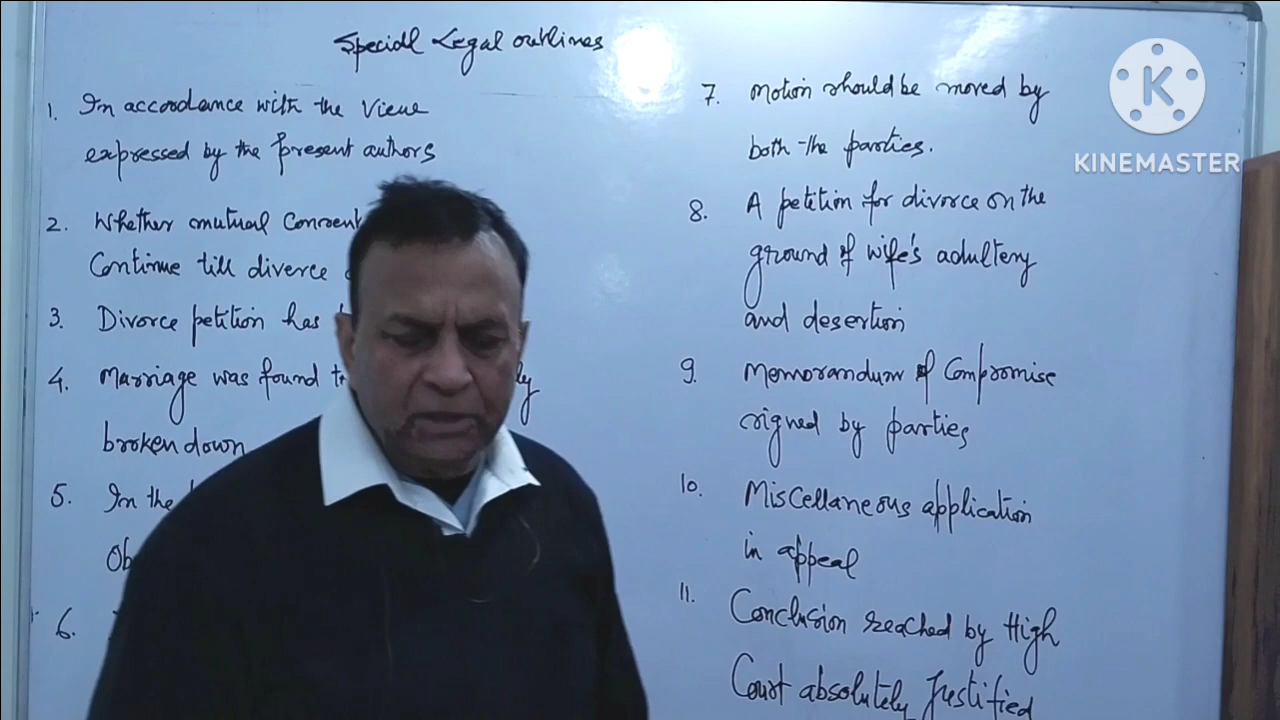 Special Legal outlines
1. In accordance with the View
expressed by the present authors
2. Whether mutual Consent
Continue till diverce
3. Divorce petition has
4. Marriage was found
broken down
5. In the
6.
7. Motion should be moved by
both the parties.
8. A petition for divorce on the
ground of wife's adultery
and desertion
9. Memorandum of Compromise
signed by parties
10. Miscellaneous application
in appeal
11. Conclusion reached by High
Court absolutely Justified
K
KINEMASTER